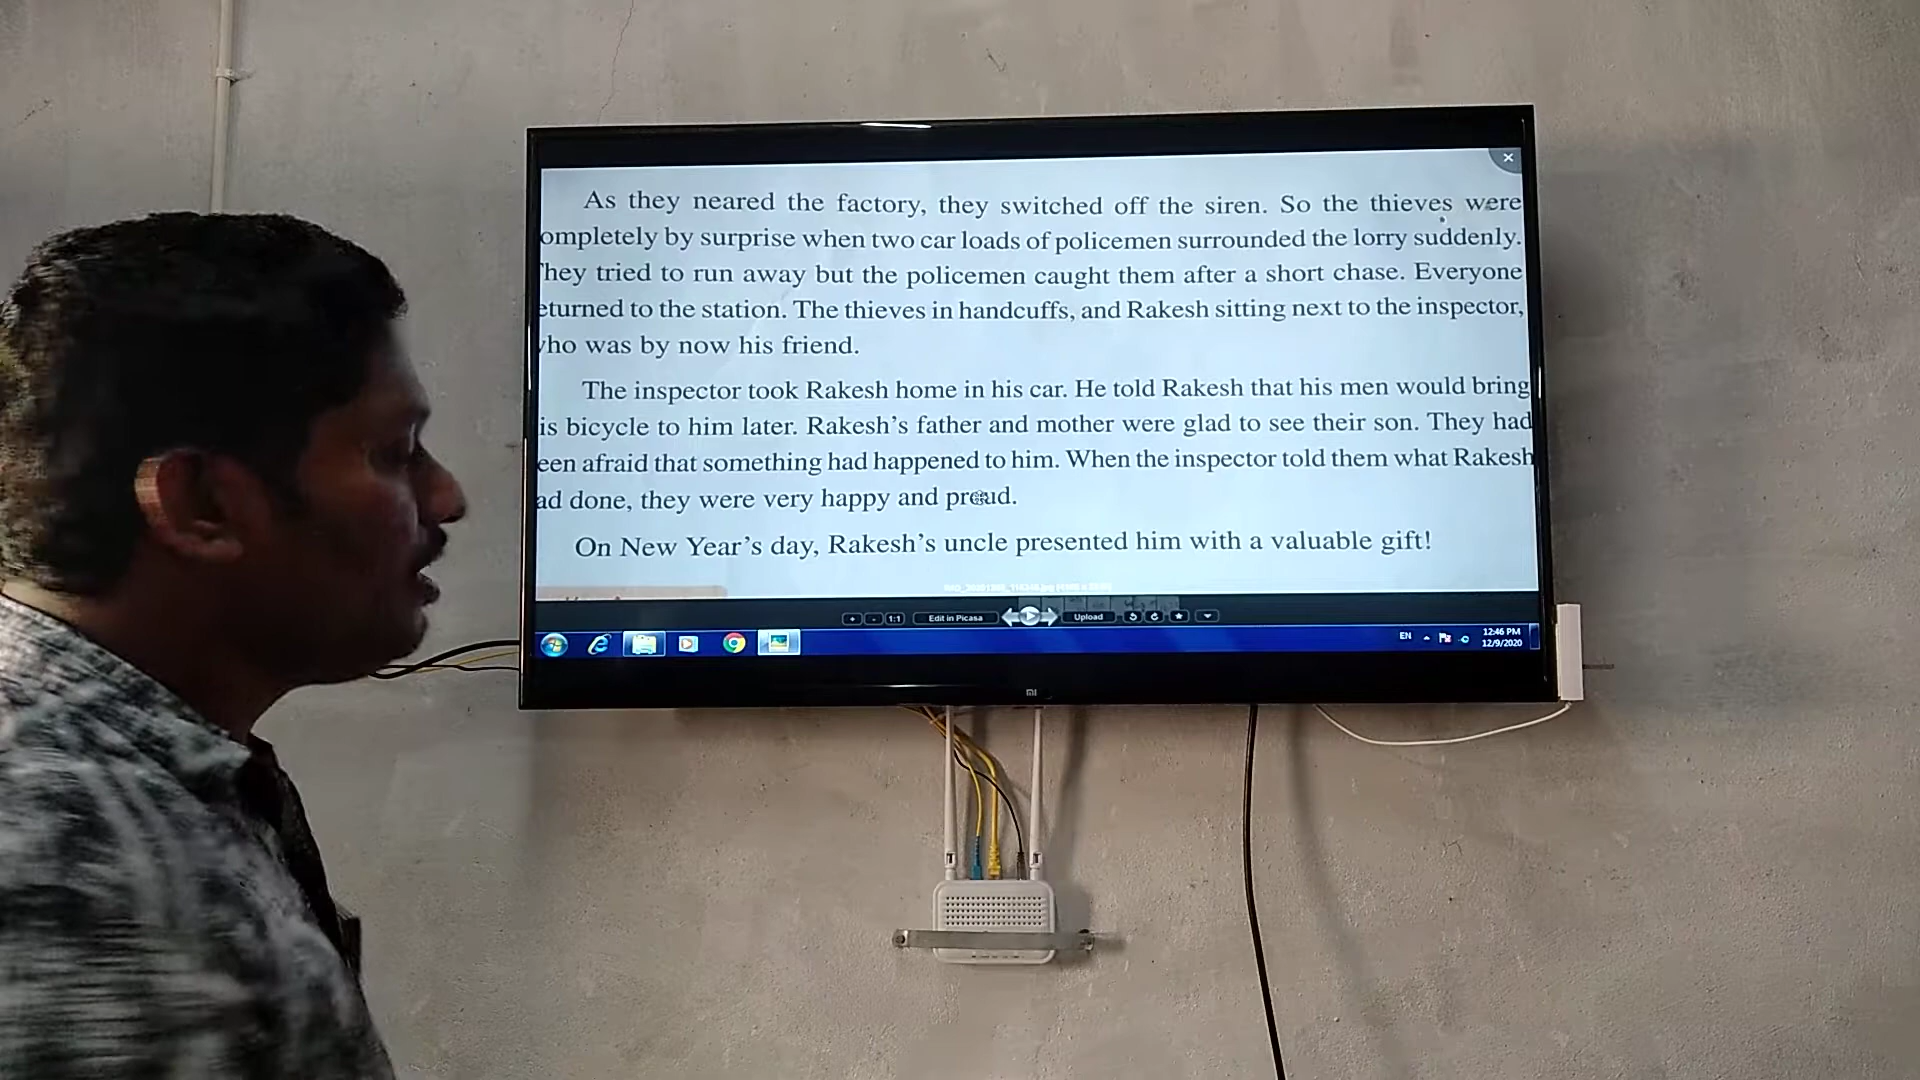 As they neared the factory, they switched off the siren. So the thieves were
ompletely by surprise when two car loads of policemen surrounded the lorry suddenly.
hey tried to run away but the policemen caught them after a short chase. Everyone
eturned to the station. The thieves in handcuffs, and Rakesh sitting next to the inspector,
ho was by now his friend.
The inspector took Rakesh home in his car. He told Rakesh that his men would bring
is bicycle to him later. Rakesh's father and mother were glad to see their son. They had
een afraid that something had happened to him. When the inspector told them what Rakesh
ad done, they were very happy and proud.
On New Year's day, Rakesh's uncle presented him with a valuable gift!
1:1 Edit in Picasa Upload
EN 12:46 PM
12/9/2020
mi